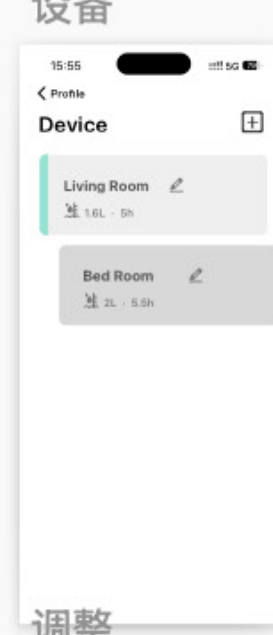 设备
15:55
5G
Profile
Device
Living Room
1.6L · 5h
Bed Room
2L · 5.5h
调整